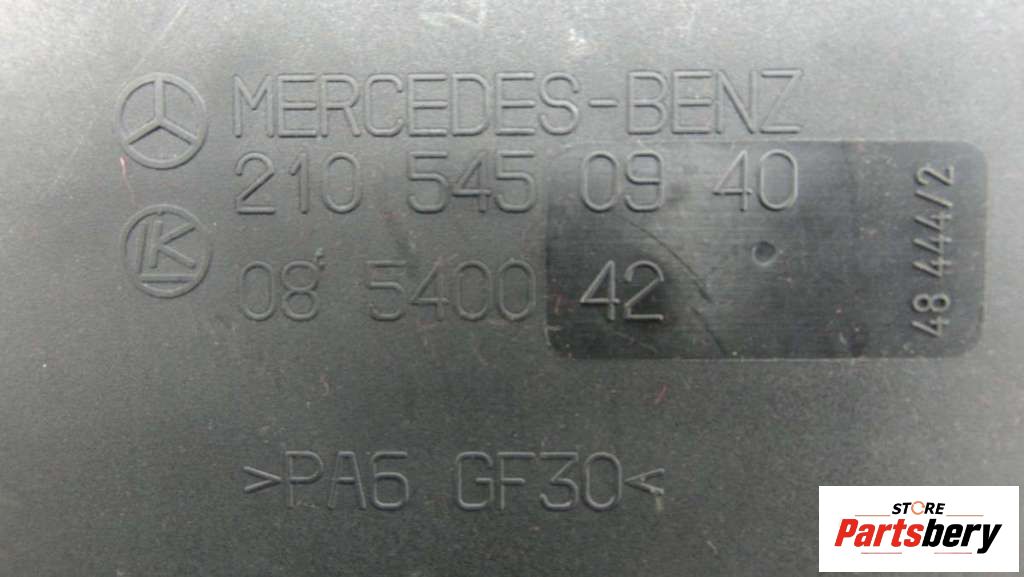 MERCEDES-BENZ
210 545 09 40
K
08 5400 42
48 444/2
>PA6 GF30<
STORE
Partsbery